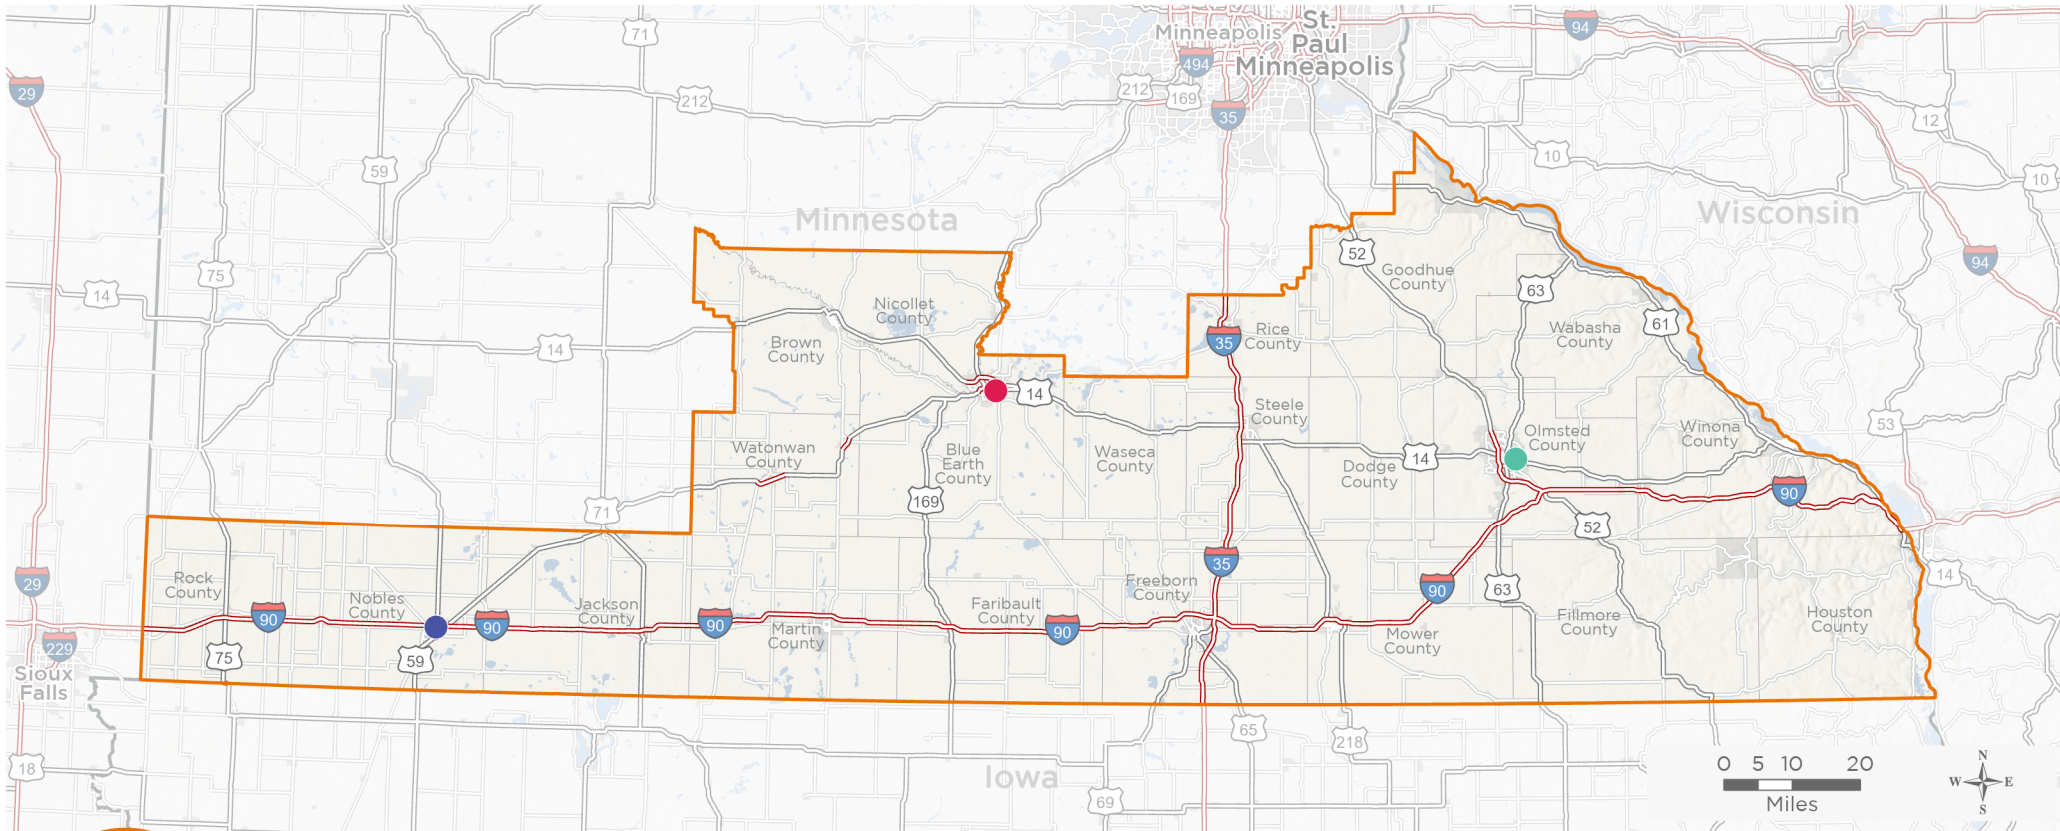 St.
Paul
Minneapolis
Minneapolis
71
94
494
29
212
212
169
35
12
10
59
10
Minnesota
Wisconsin
52
94
75
Goodhue
County
14
63
Nicollet
County
61
35
Rice
County
Wabasha
County
14
Brown
County
14
Steele
County
53
Olmsted
County
Winona
County
Watonwan
County
Blue
Earth
County
Waseca
County
14
Dodge
County
90
169
71
52
35
29
Rock
County
Freeborn
County
90
63
14
Nobles
County
Jackson
County
Faribault
County
Fillmore
County
Houston
County
90
90
90
Martin
County
90
Mower
County
229
75
59
Sioux
Falls
65
218
18
Iowa
69
0 5 10 20
Miles
N
W E
S